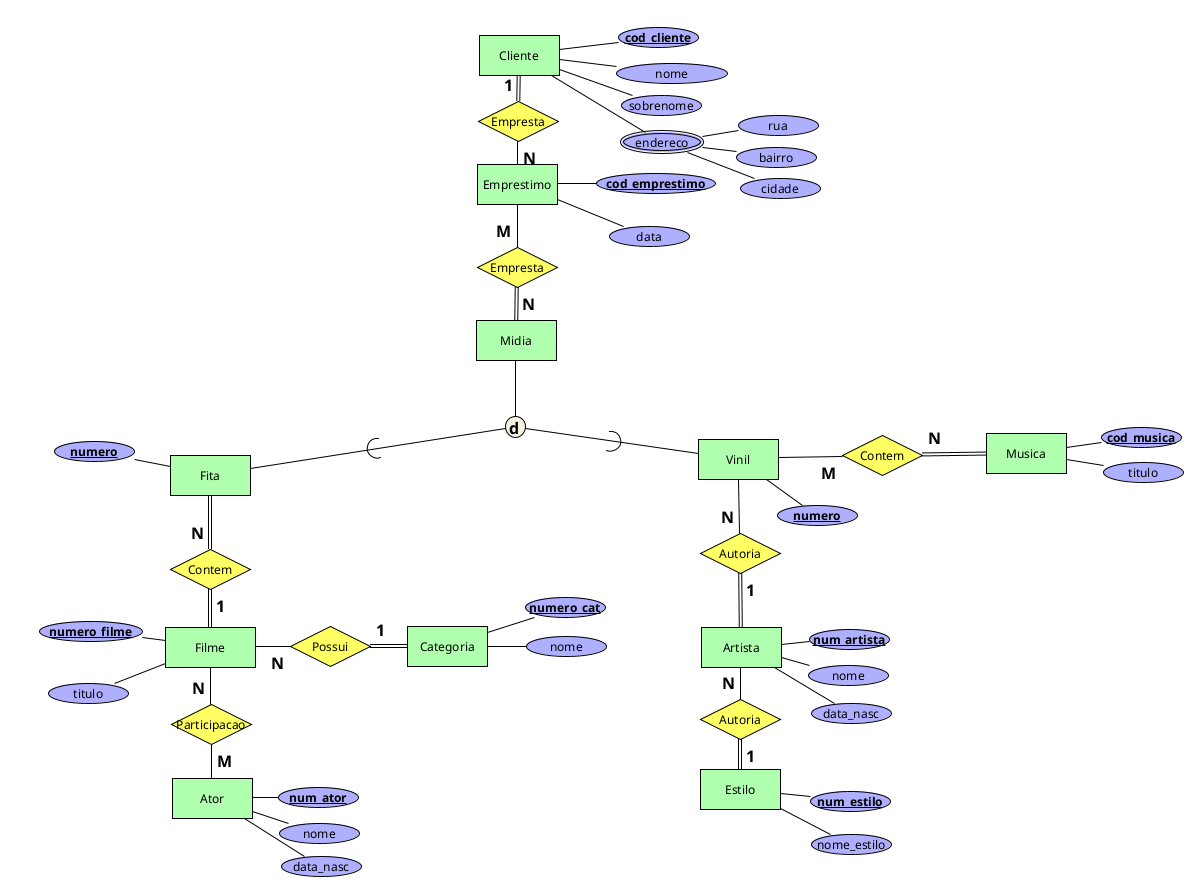 Cliente
cod_cliente
nome
sobrenome
endereco
rua
bairro
cidade
1
Empresta
N
Emprestimo
cod_emprestimo
data
M
Empresta
N
Midia
d
numero
Fita
Vinil
M
Contem
N
Musica
cod_musica
titulo
numero
N
Contem
1
N
Autoria
1
numero_filme
Filme
titulo
N
Possui
1
Categoria
numero_cat
nome
Artista
num_artista
nome
data_nasc
N
Participacao
M
N
Autoria
1
Ator
num_ator
nome
data_nasc
Estilo
num_estilo
nome_estilo